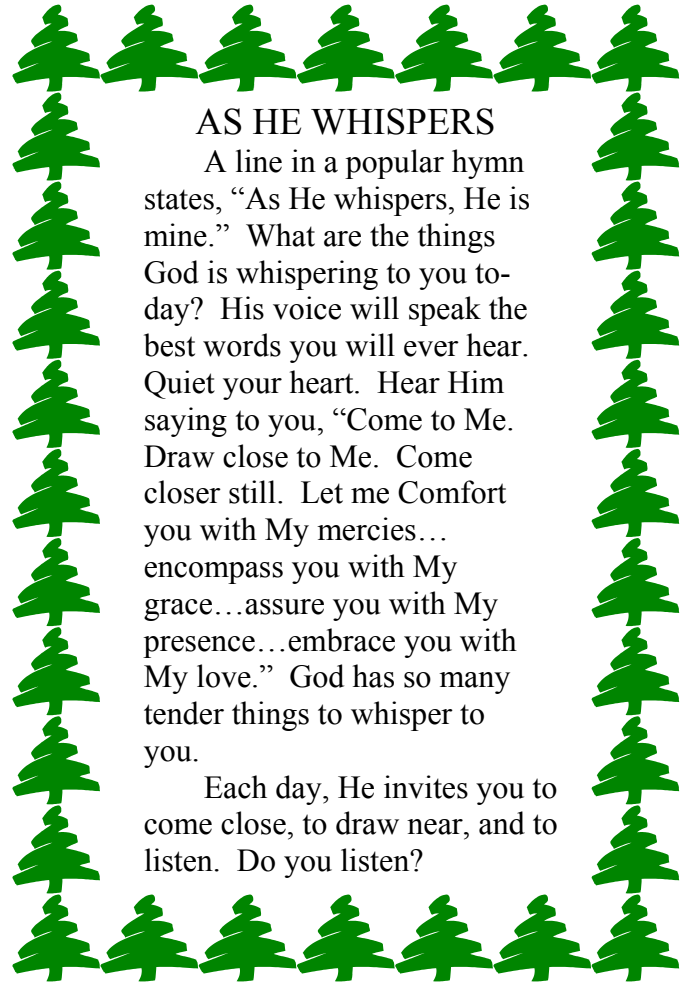 AS HE WHISPERS
A line in a popular hymn
states, “As He whispers, He is
mine.”  What are the things
God is whispering to you to-
day?  His voice will speak the
best words you will ever hear.
Quiet your heart.  Hear Him
saying to you, “Come to Me.
Draw close to Me.  Come
closer still.  Let me Comfort
you with My mercies…
encompass you with My
grace…assure you with My
presence…embrace you with
My love.”  God has so many
tender things to whisper to
you.
Each day, He invites you to
come close, to draw near, and to
listen.  Do you listen?